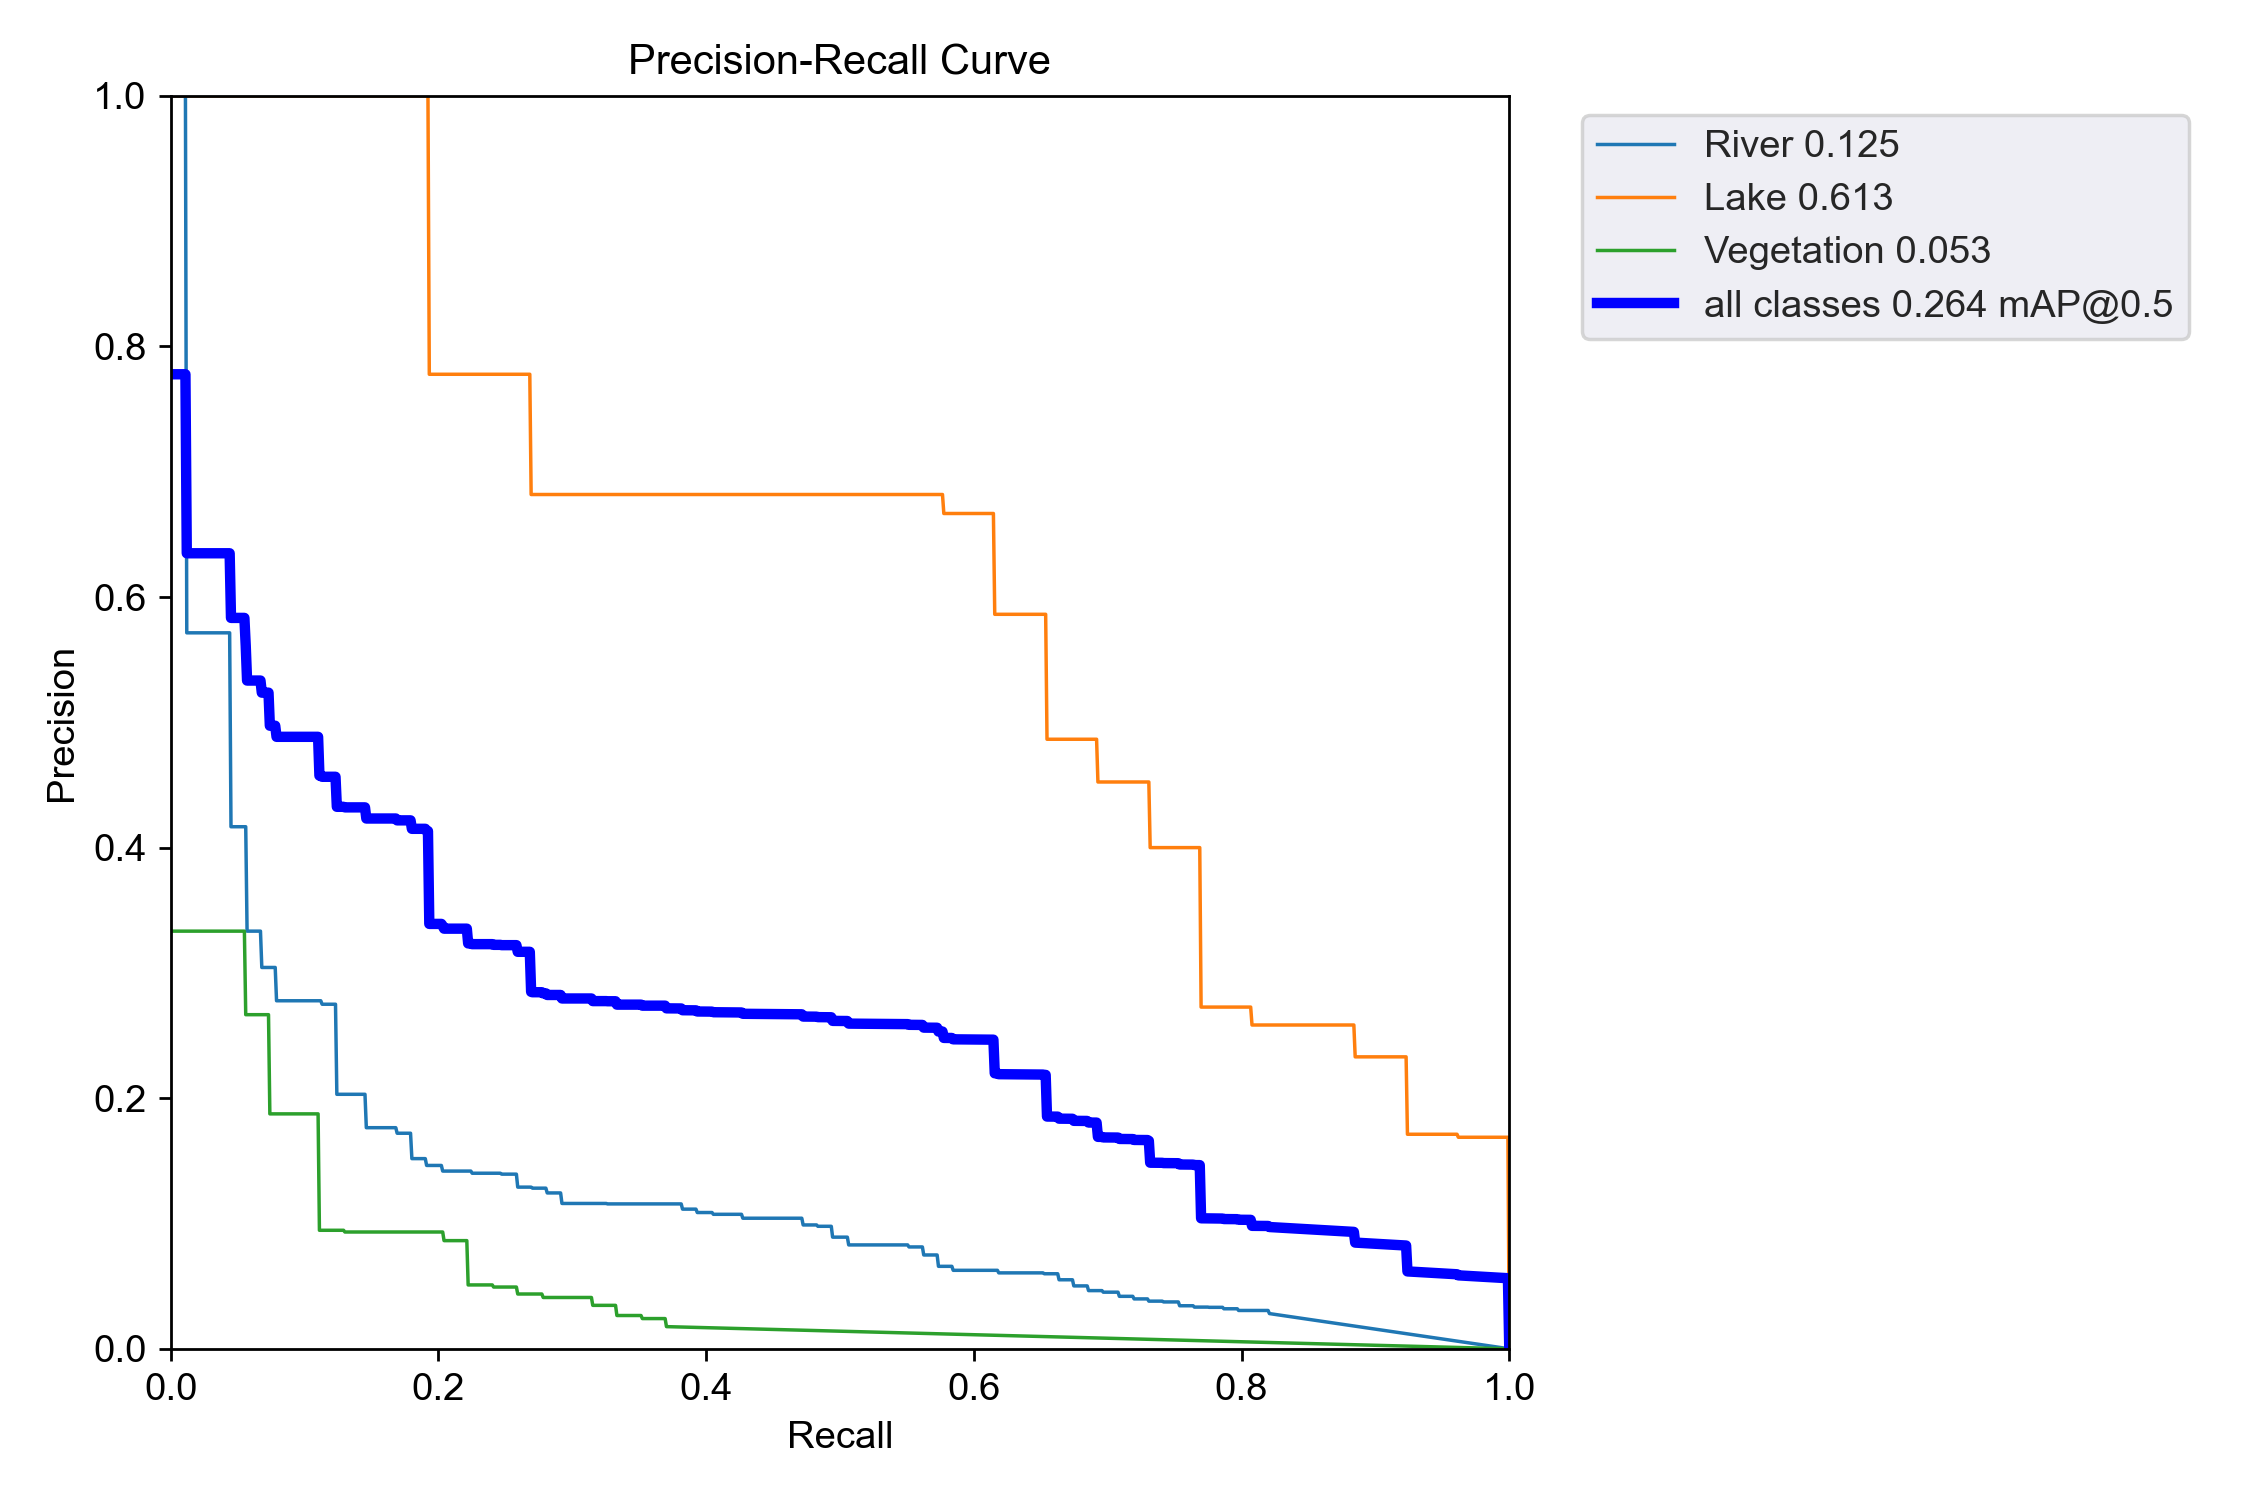 Precision-Recall Curve
1.0
0.8
0.6
0.4
0.2
0.0
Precision
0.0 0.2 0.4 0.6 0.8 1.0
Recall
River 0.125
Lake 0.613
Vegetation 0.053
all classes 0.264 mAP@0.5